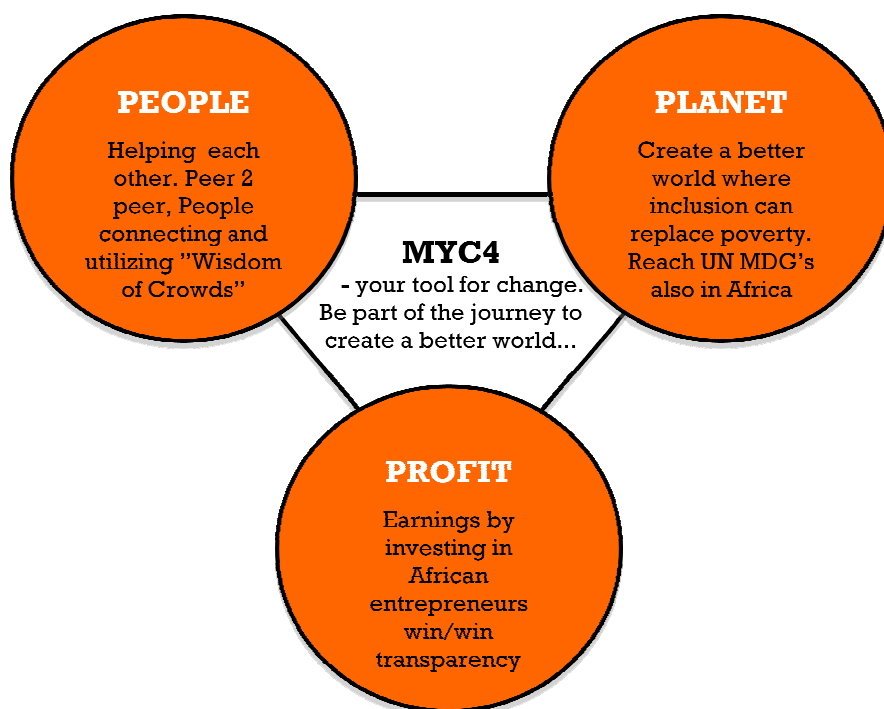 PEOPLE
Helping each
other. Peer 2
peer, People
connecting and
utilizing ”Wisdom
of Crowds”
PLANET
Create a better
world where
inclusion can
replace poverty.
Reach UN MDG’s
also in Africa
MYC4
- your tool for change.
Be part of the journey to
create a better world...
PROFIT
Earnings by
investing in
African
entrepreneurs
win/win
transparency